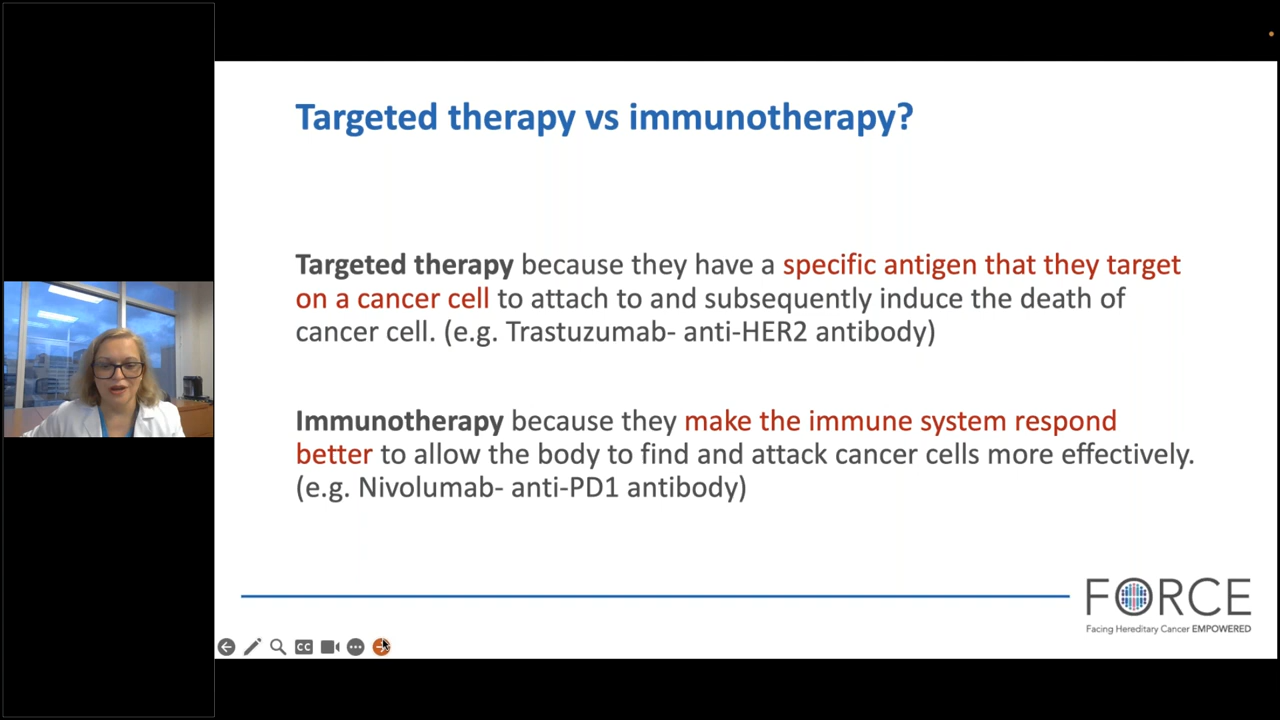 Targeted therapy vs immunotherapy?
Targeted therapy because they have a specific antigen that they target
on a cancer cell to attach to and subsequently induce the death of
cancer cell. (e.g. Trastuzumab- anti-HER2 antibody)
Immunotherapy because they make the immune system respond
better to allow the body to find and attack cancer cells more effectively.
(e.g. Nivolumab- anti-PD1 antibody)
FORCE
Facing Hereditary Cancer EMPOWERED
CC